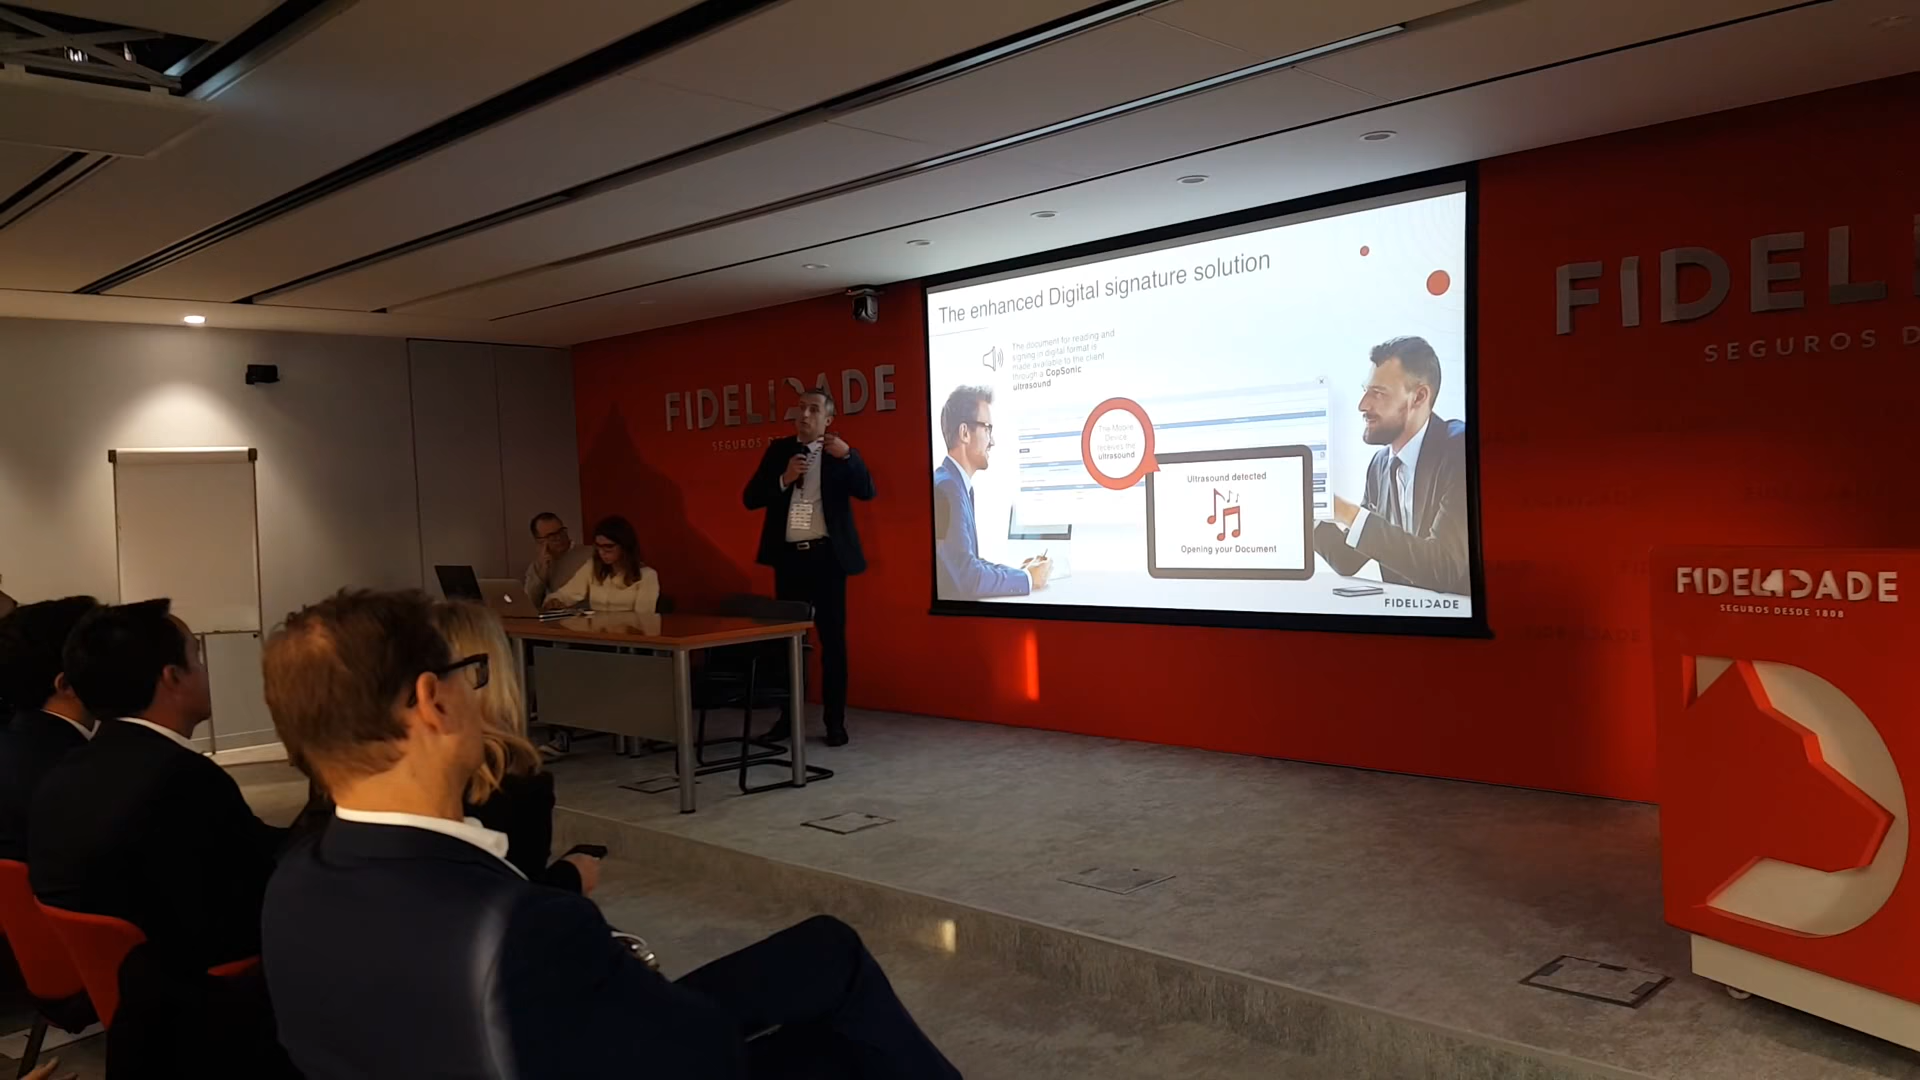 The enhanced Digital signature solution
The document for reading and
signing in digital format is
made available to the client
through a CopSonic
ultrasound
The Mobile
Device
receives the
ultrasound
Ultrasound detected
Opening your Document
FIDELIDADE
FIDELIDADE
SEGUROS
FIDEL
SEGUROS D
FIDELIDADE
SEGUROS DESDE 1808